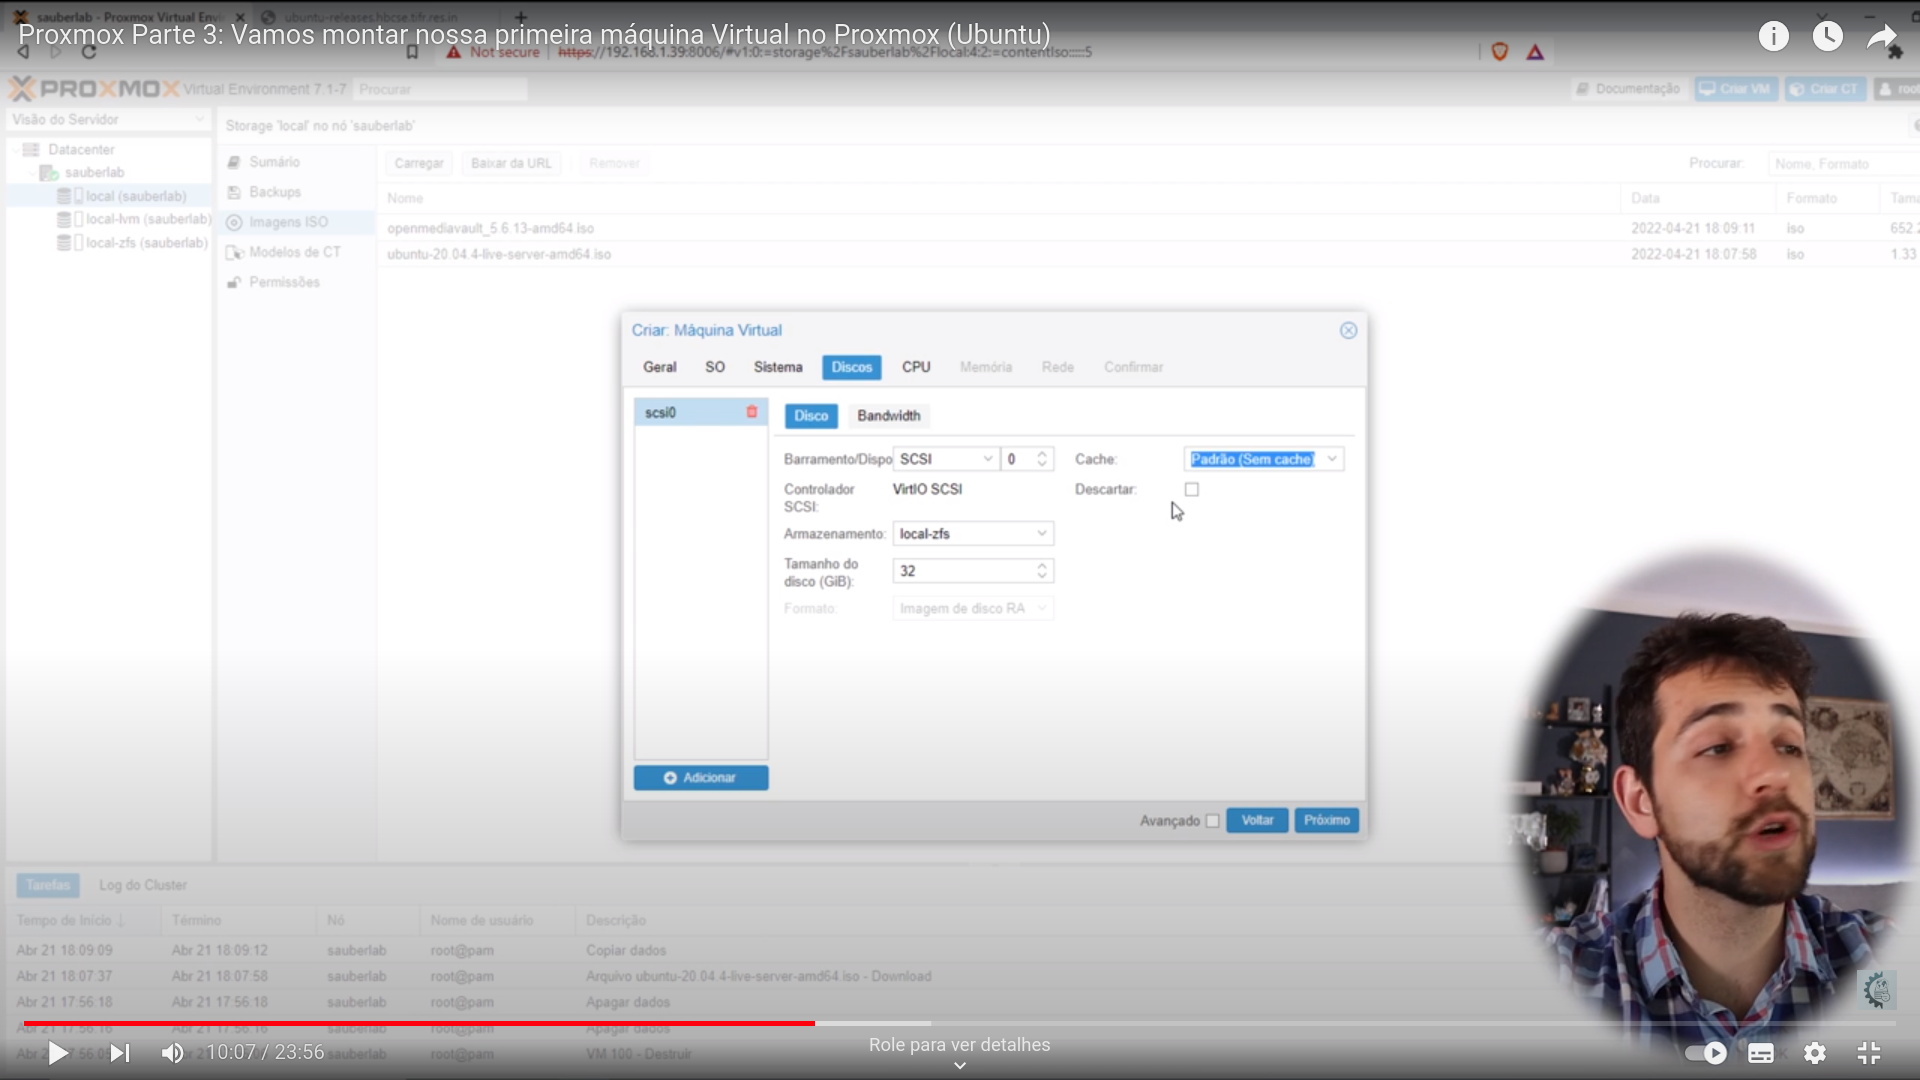 sauberlab - Proxmox Virtual Envi
ubuntu-releases.hbcse.tifr.res.in
Proxmox Parte 3: Vamos montar nossa primeira máquina Virtual no Proxmox (Ubuntu)
Not secure
https://192.168.1.39:8006/#v1:0:=storage%2Fsauberlab%2Flocal:4:2:=contentIso:::::5
PROXMOX Virtual Environment 7.1-7 Procurar
Documentação Criar VM Criar CT root
Visão do Servidor
Storage 'local' no nó 'sauberlab'
Datacenter
sauberlab
local (sauberlab)
local-lvm (sauberlab)
local-zfs (sauberlab)
Sumário
Backups
Imagens ISO
Modelos de CT
Permissões
Carregar Baixar da URL Remover Procurar: Nome, Formato
Nome Data Formato Tama
openmediavault_5.6.13-amd64.iso 2022-04-21 18:09:11 iso 652.2
ubuntu-20.04.4-live-server-amd64.iso 2022-04-21 18:07:58 iso 1.33
Criar: Máquina Virtual
Geral SO Sistema Discos CPU Memória Rede Confirmar
scsi0
Disco Bandwidth
Barramento/Dispo SCSI 0 Cache: Padrão (Sem cache)
Controlador SCSI: VirtIO SCSI Descartar:
Armazenamento: local-zfs
Tamanho do disco (GiB): 32
Formato: Imagem de disco RA
Adicionar
Avançado Voltar Próximo
Tarefas Log do Cluster
Tempo de Início ↓ Término Nó Nome de usuário Descrição
Abr 21 18:09:09 Abr 21 18:09:12 sauberlab root@pam Copiar dados
Abr 21 18:07:37 Abr 21 18:07:58 sauberlab root@pam Arquivo ubuntu-20.04.4-live-server-amd64.iso - Download
Abr 21 17:56:18 Abr 21 17:56:18 sauberlab root@pam Apagar dados
Abr 21 17:56:16 Abr 21 17:56:16 sauberlab root@pam Apagar dados
Abr 21 17:56:05 sauberlab root@pam VM 100 - Destruir
10:07 / 23:56
Role para ver detalhes